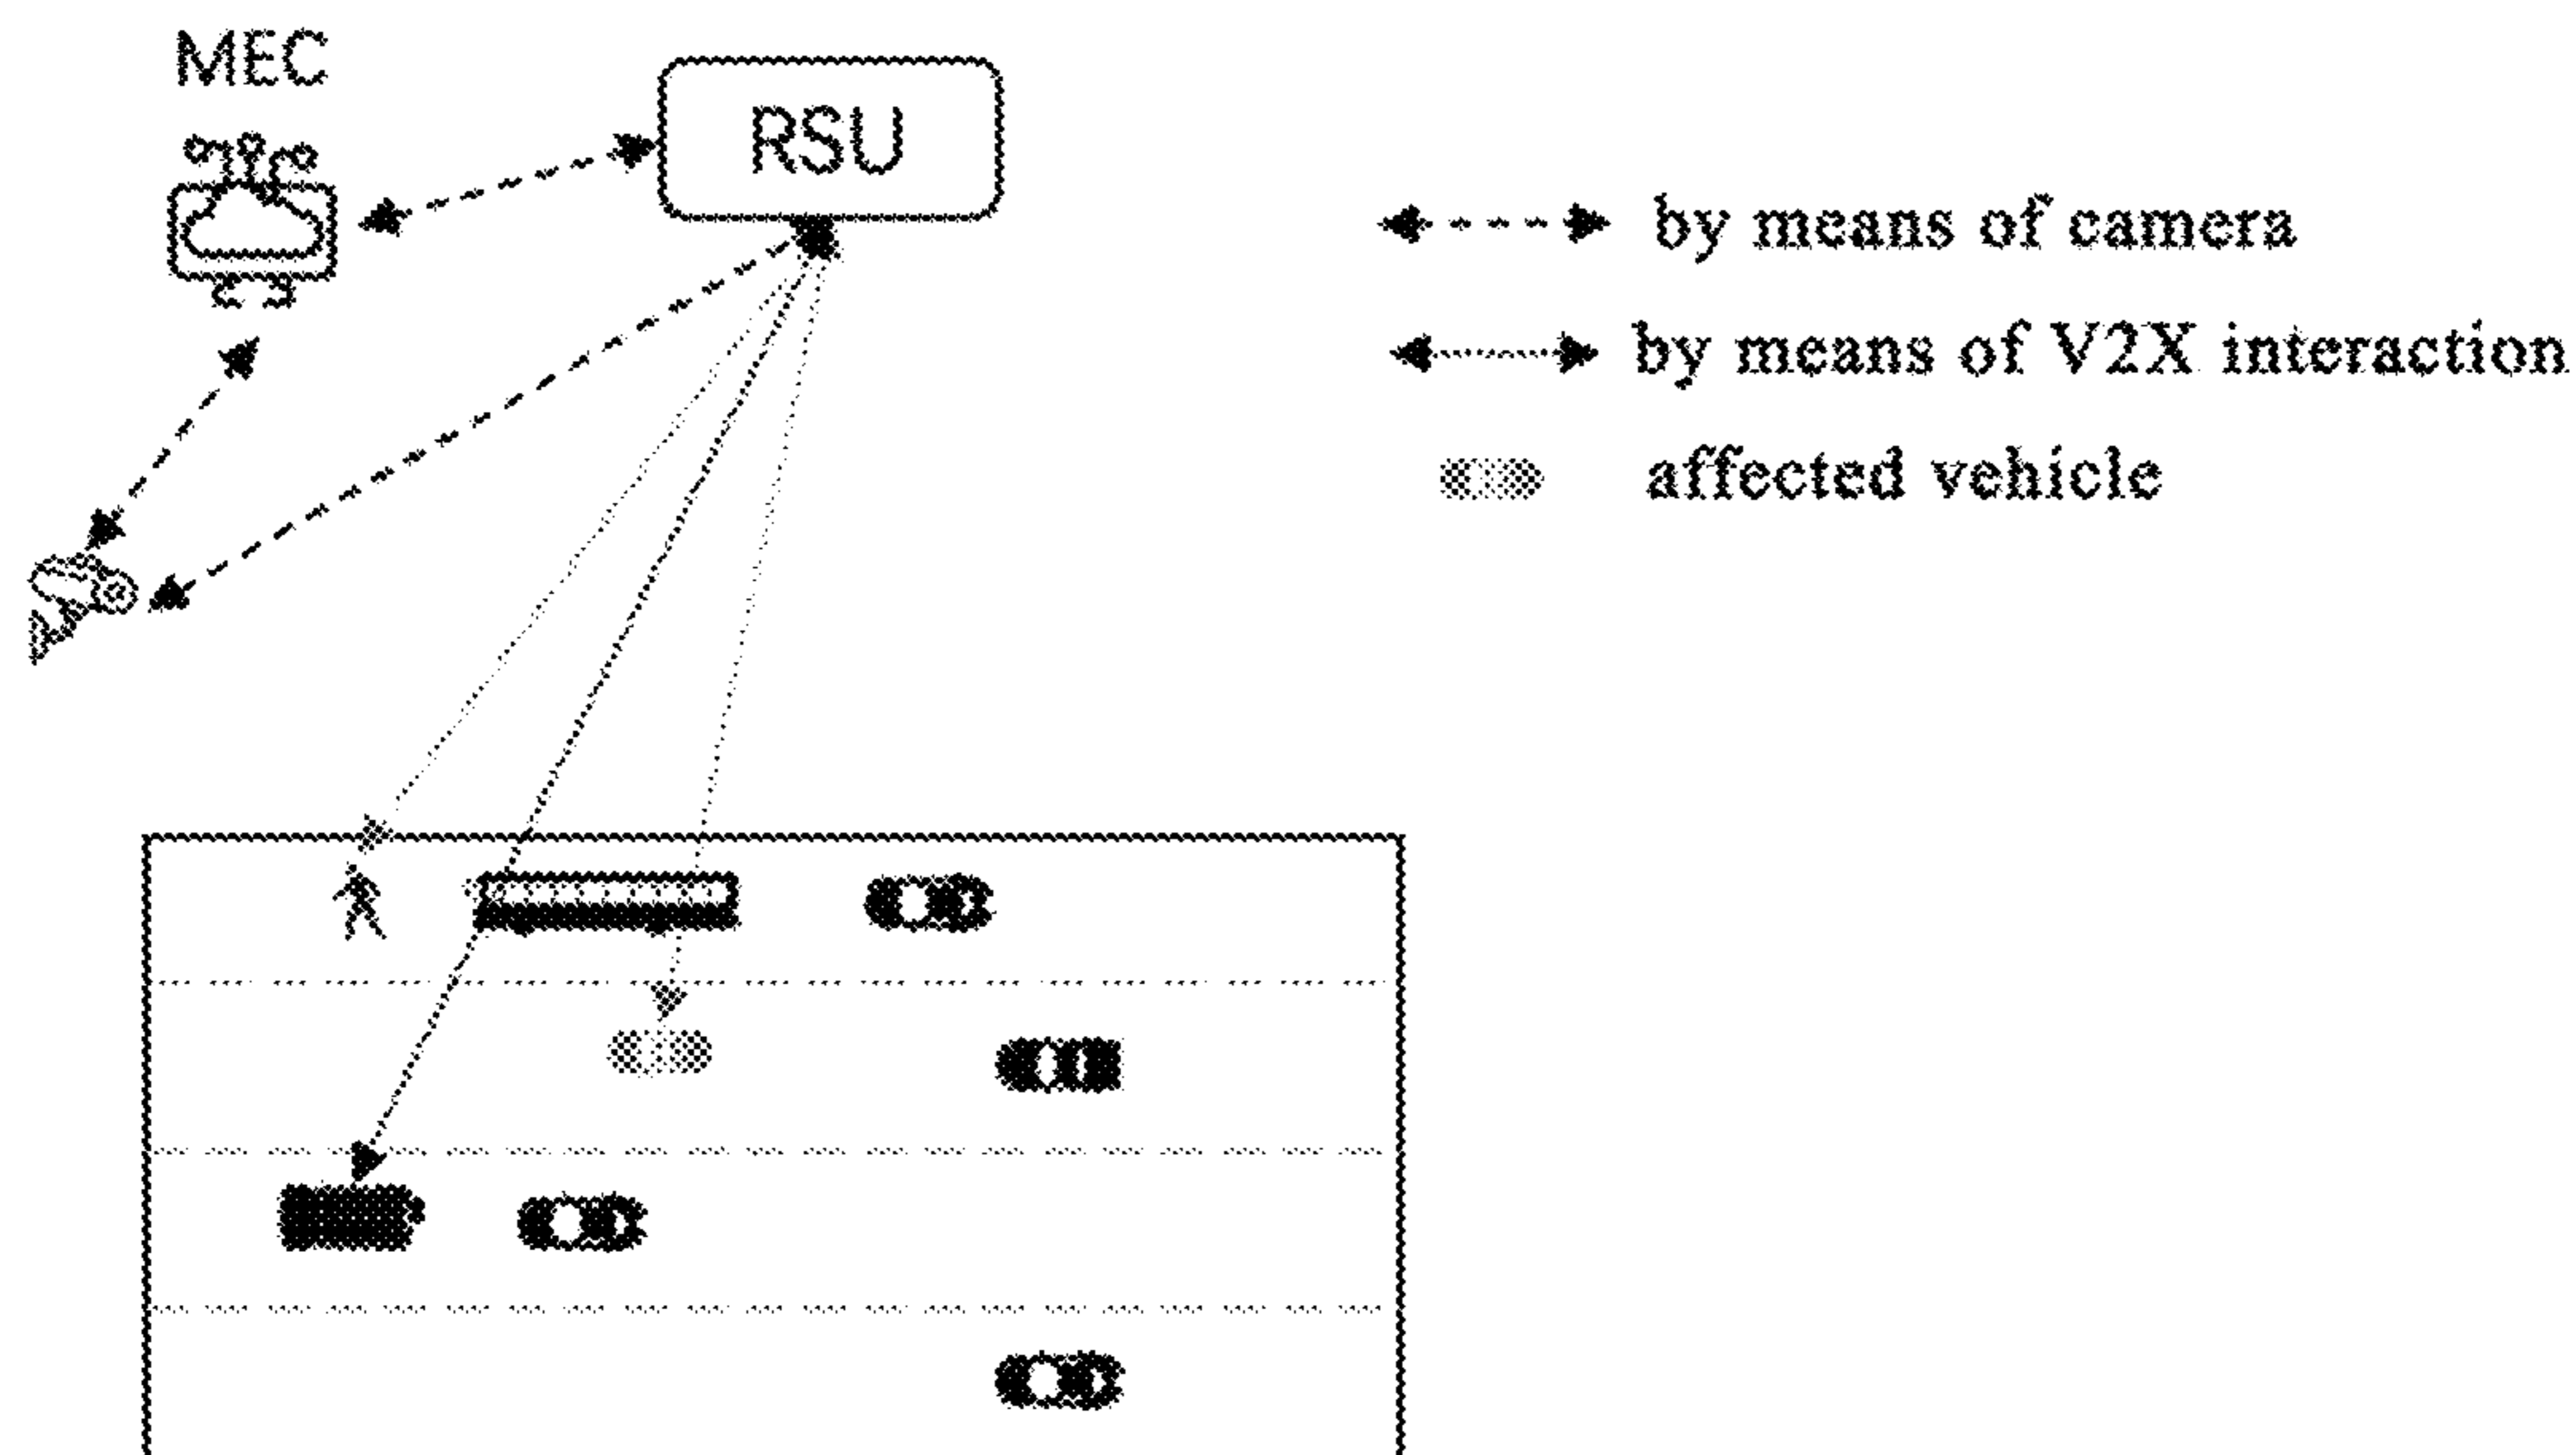 MEC
RSU
by means of camera
by means of V2X interaction
affected vehicle